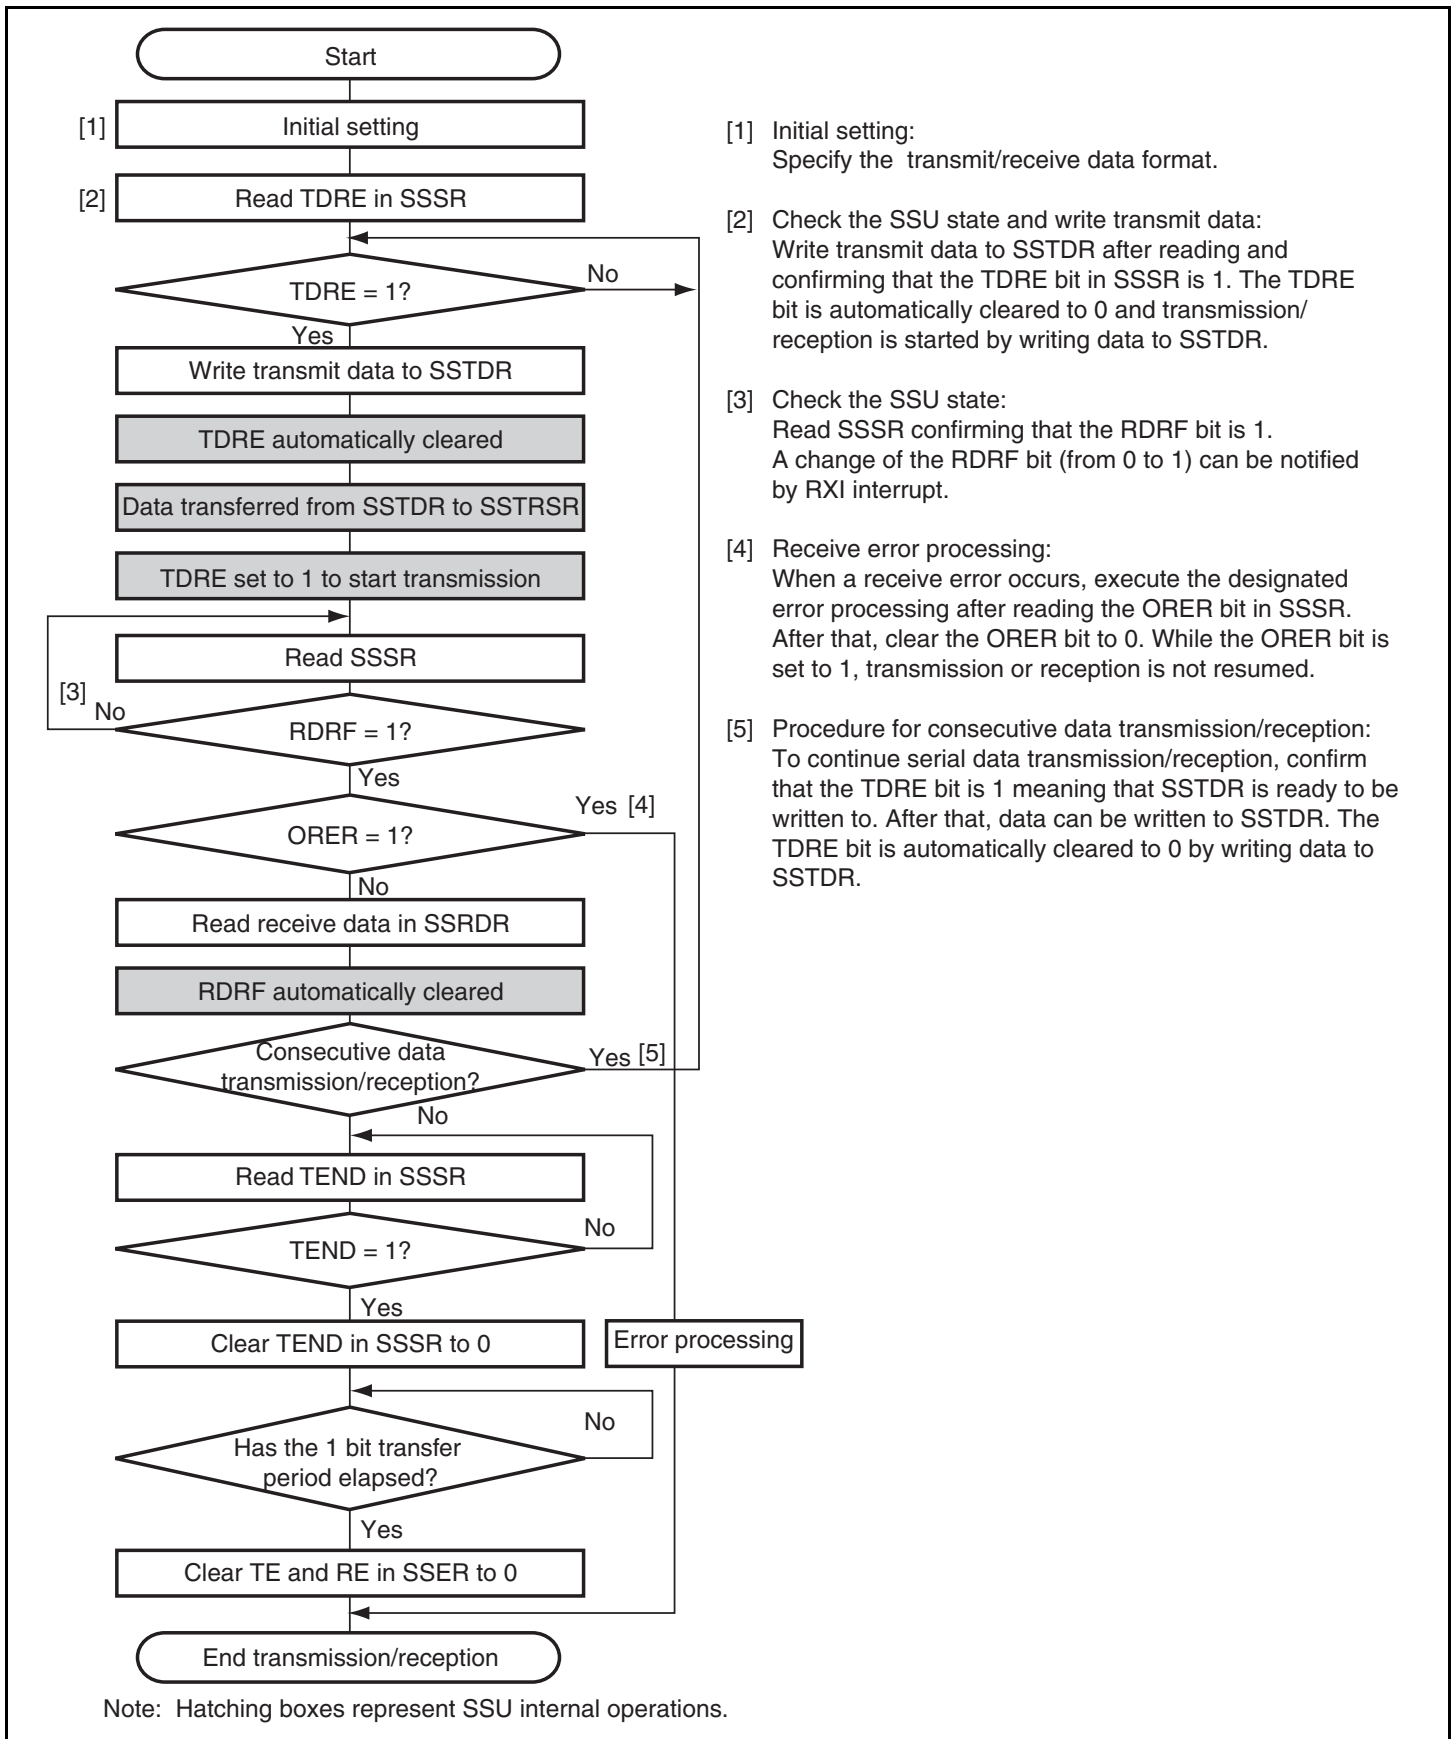 Start
[1] Initial setting
[2] Read TDRE in SSSR
TDRE = 1?
No
Yes
Write transmit data to SSTDR
TDRE automatically cleared
Data transferred from SSTDR to SSTRSR
TDRE set to 1 to start transmission
Read SSSR
[3]
No
RDRF = 1?
Yes
Yes [4]
ORER = 1?
No
Read receive data in SSRDR
RDRF automatically cleared
Consecutive data
transmission/reception?
Yes [5]
No
Read TEND in SSSR
No
TEND = 1?
Yes
Clear TEND in SSSR to 0
Error processing
No
Has the 1 bit transfer
period elapsed?
Yes
Clear TE and RE in SSER to 0
End transmission/reception
Note: Hatching boxes represent SSU internal operations.
[1] Initial setting:
Specify the transmit/receive data format.
[2] Check the SSU state and write transmit data:
Write transmit data to SSTDR after reading and
confirming that the TDRE bit in SSSR is 1. The TDRE
bit is automatically cleared to 0 and transmission/
reception is started by writing data to SSTDR.
[3] Check the SSU state:
Read SSSR confirming that the RDRF bit is 1.
A change of the RDRF bit (from 0 to 1) can be notified
by RXI interrupt.
[4] Receive error processing:
When a receive error occurs, execute the designated
error processing after reading the ORER bit in SSSR.
After that, clear the ORER bit to 0. While the ORER bit is
set to 1, transmission or reception is not resumed.
[5] Procedure for consecutive data transmission/reception:
To continue serial data transmission/reception, confirm
that the TDRE bit is 1 meaning that SSTDR is ready to be
written to. After that, data can be written to SSTDR. The
TDRE bit is automatically cleared to 0 by writing data to
SSTDR.